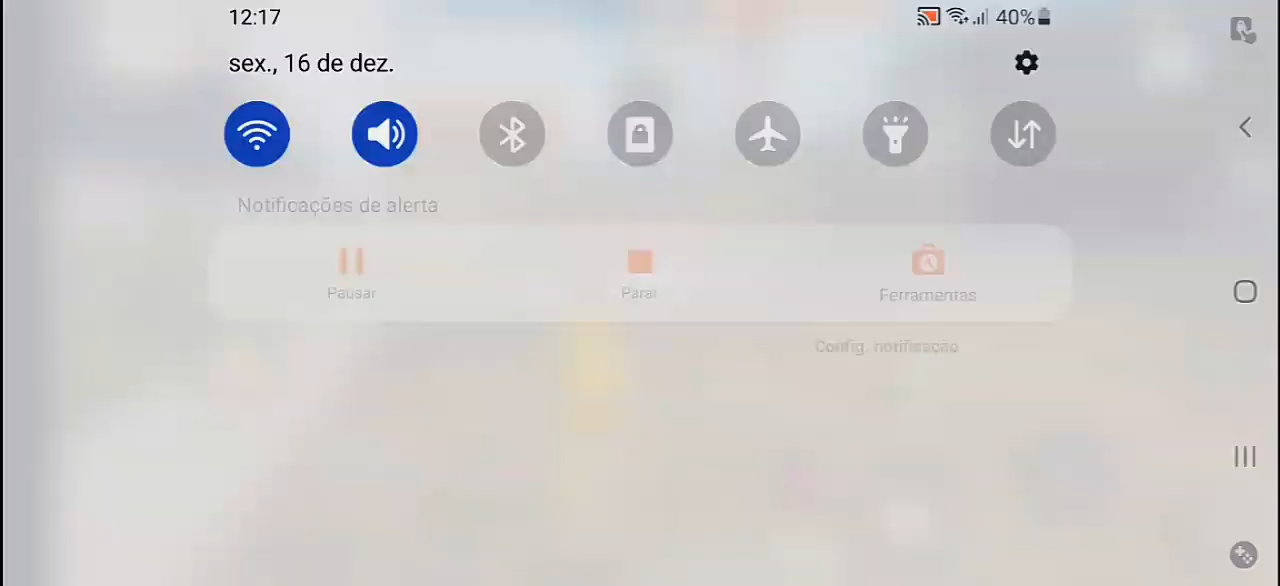 12:17
40%
sex., 16 de dez.
Notificações de alerta
Pausar
Parar
Ferramentas
Config. notificação